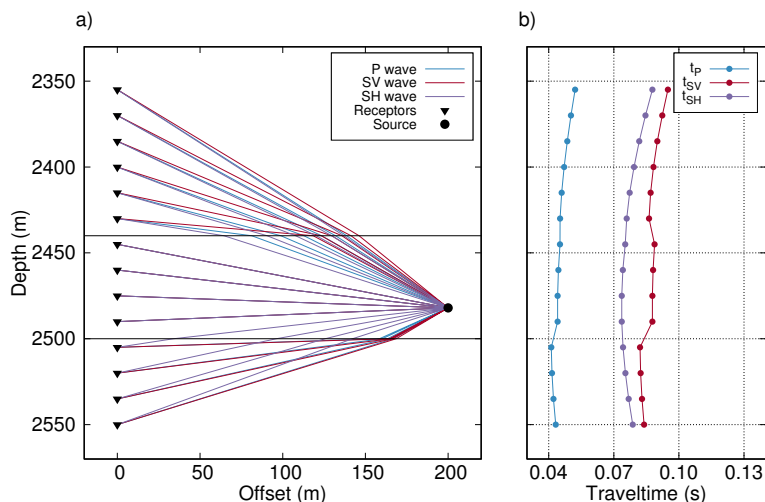 a)
P wave
SV wave
SH wave
Receptors
Source
2350
2400
2450
2500
2550
Depth (m)
0 50 100 150 200
Offset (m)
b)
tP
tSV
tSH
0.04 0.07 0.10 0.13
Traveltime (s)